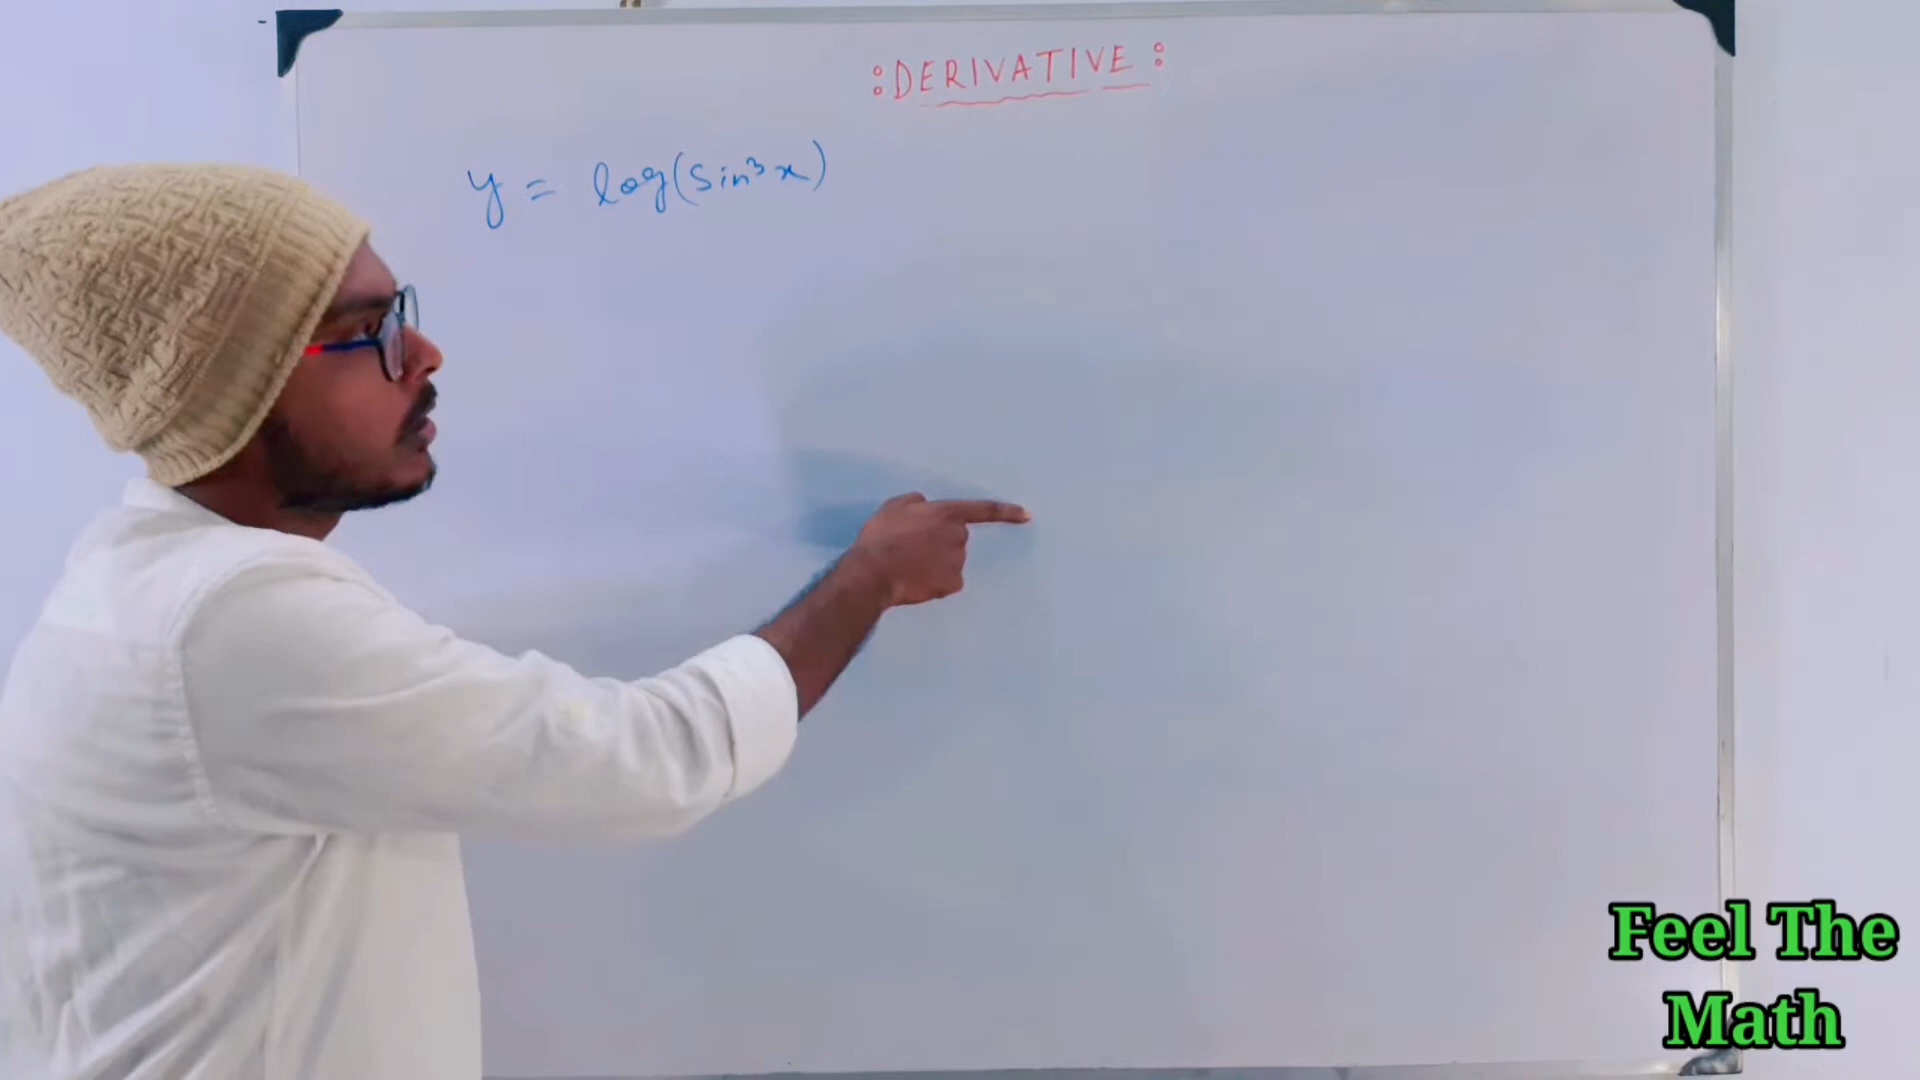 :DERIVATIVE:
y = log(sin³x)
Feel The
Math